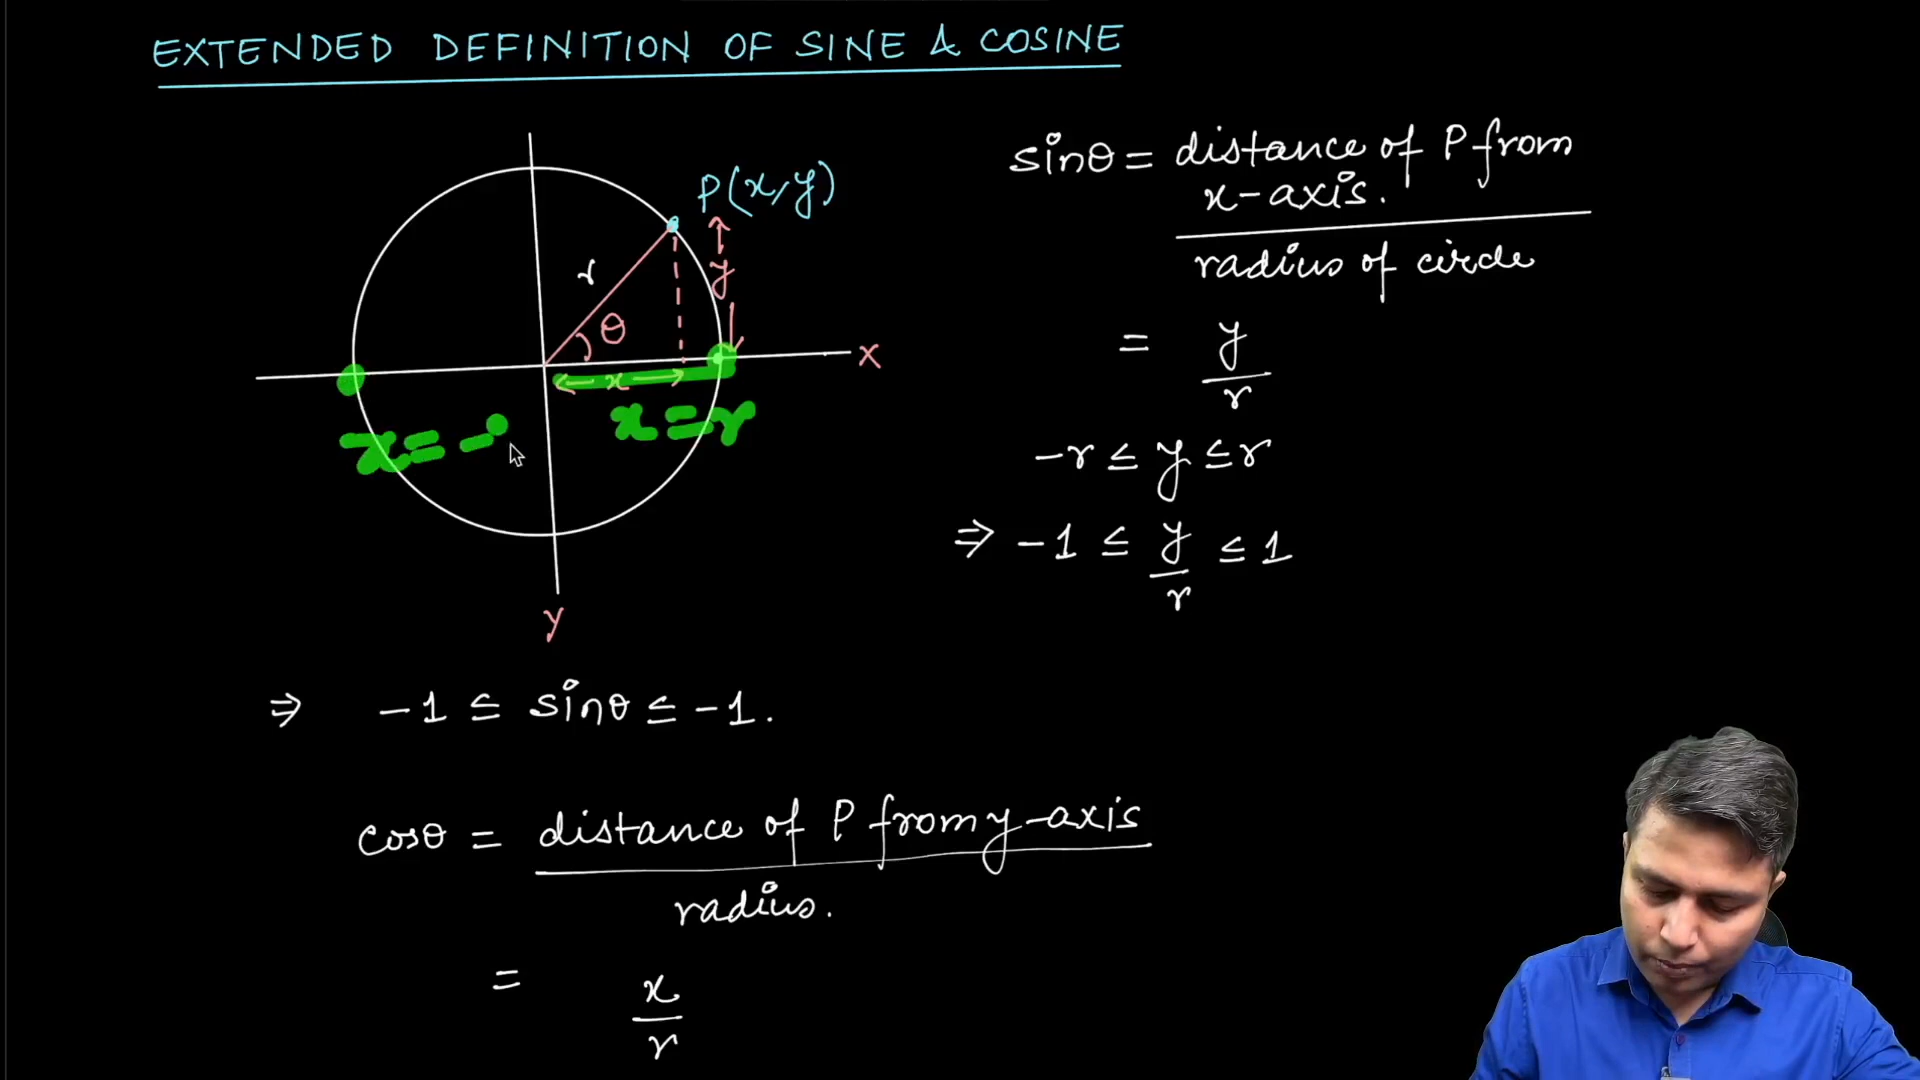 EXTENDED DEFINITION OF SINE & COSINE
P(x,y)
r
y
θ
x
X
x=r
x= -
y
sinθ = distance of P from
x-axis.
radius of circle
= y
r
-r ≤ y ≤ r
⇒ -1 ≤ y ≤ 1
r
⇒ -1 ≤ sinθ ≤ -1.
cosθ = distance of P from y-axis
radius.
= x
r